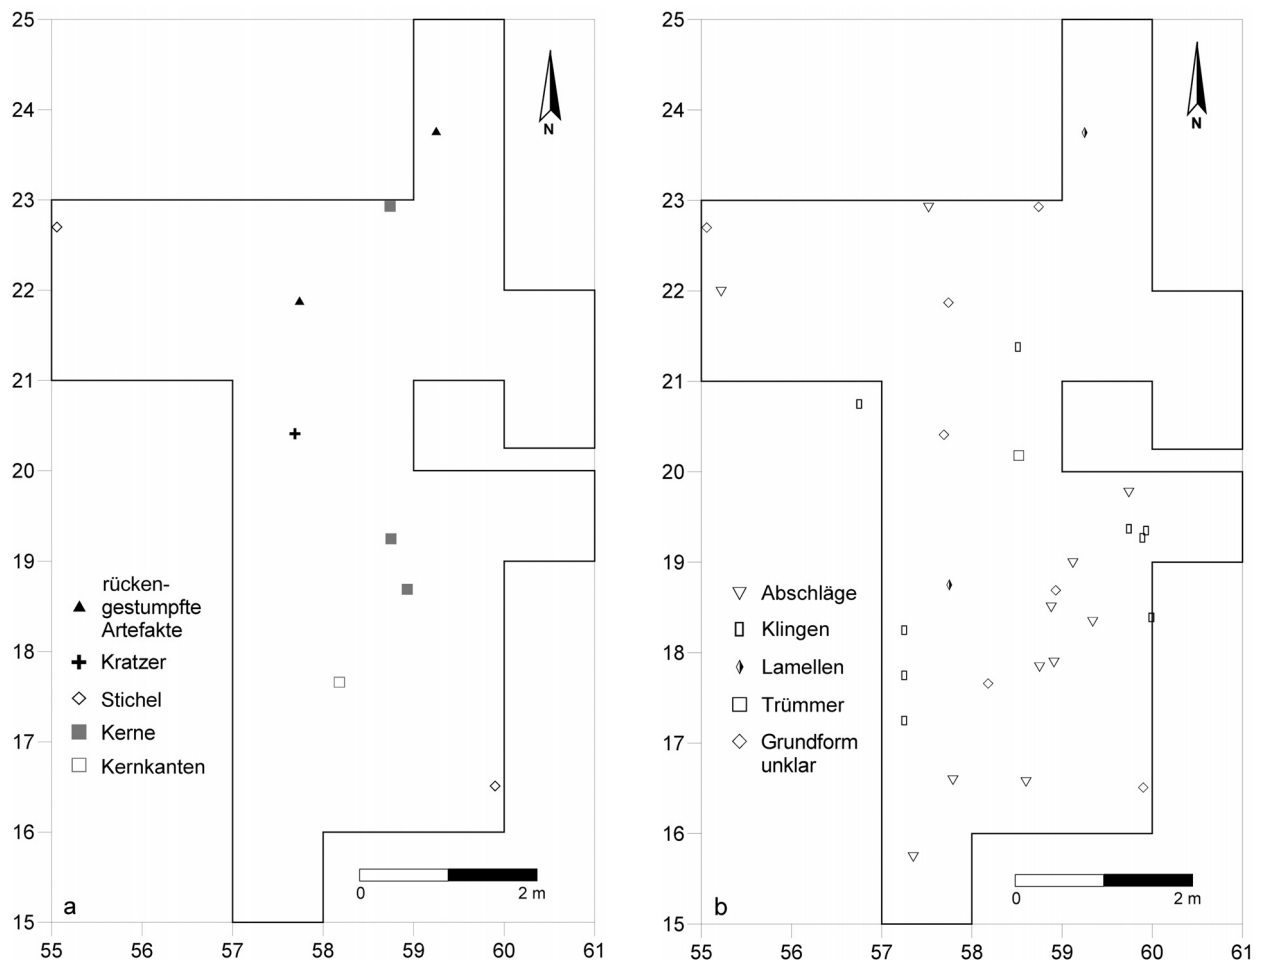 25
24
23
22
21
20
19
18
17
16
15
55 56 57 58 59 60 61
N
rücken-
gestumpfte
Artefakte
Kratzer
Stichel
Kerne
Kernkanten
0 2 m
a
25
24
23
22
21
20
19
18
17
16
15
55 56 57 58 59 60 61
N
Abschläge
Klingen
Lamellen
Trümmer
Grundform
unklar
0 2 m
b